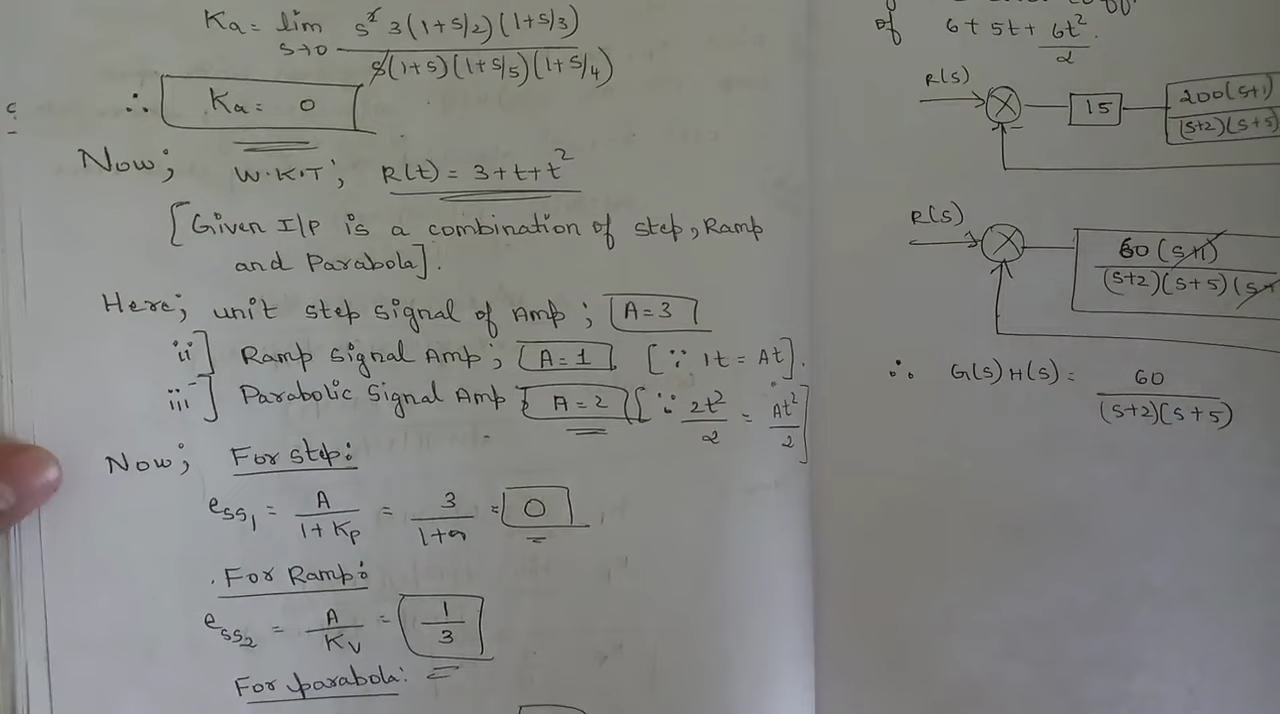 Ka = lim s→0 s² 3(1+s/2)(1+s/3) / s(1+s)(1+s/5)(1+s/4)
∴ Ka = 0
Now; W.K.T; R(t) = 3+t+t²
[Given I/P is a combination of step, Ramp
and Parabola].
Here; unit step signal of Amp; A=3
ii] Ramp signal Amp; A=1 [∵ 1t = At].
iii] Parabolic Signal Amp; A=2 [∵ 2t²/2 = At²/2]
Now; For step:
ess₁ = A/1+Kp = 3/1+∞ = 0
For Ramp:
ess₂ = A/Kv = 1/3
For parabola:
of 6+5t+6t²/2.
R(s)
15
200(s+1)
(s+2)(s+5)
R(s)
60(s+1)
(s+2)(s+5)(s+
∴ G(s)H(s) = 60/(s+2)(s+5)